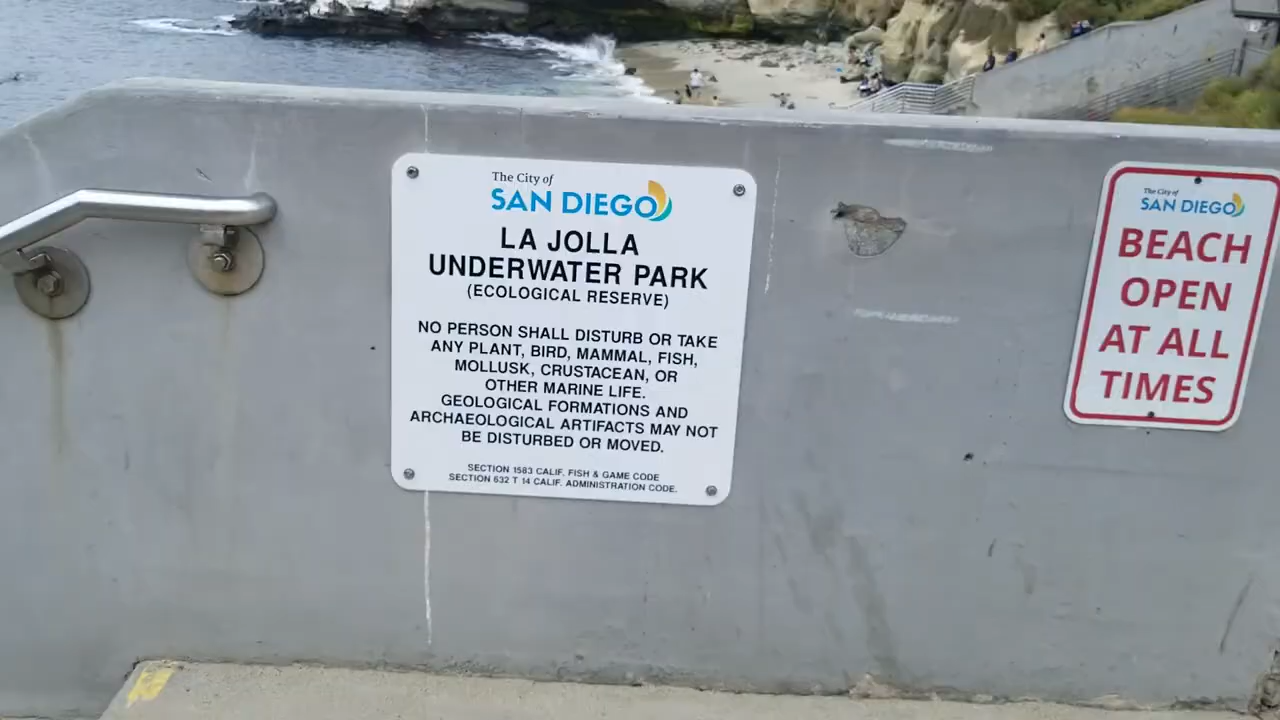 The City of
SAN DIEGO
LA JOLLA
UNDERWATER PARK
(ECOLOGICAL RESERVE)
NO PERSON SHALL DISTURB OR TAKE
ANY PLANT, BIRD, MAMMAL, FISH,
MOLLUSK, CRUSTACEAN, OR
OTHER MARINE LIFE.
GEOLOGICAL FORMATIONS AND
ARCHAEOLOGICAL ARTIFACTS MAY NOT
BE DISTURBED OR MOVED.
SECTION 1583 CALIF. FISH & GAME CODE
SECTION 632 T 14 CALIF. ADMINISTRATION CODE.
The City of
SAN DIEGO
BEACH
OPEN
AT ALL
TIMES